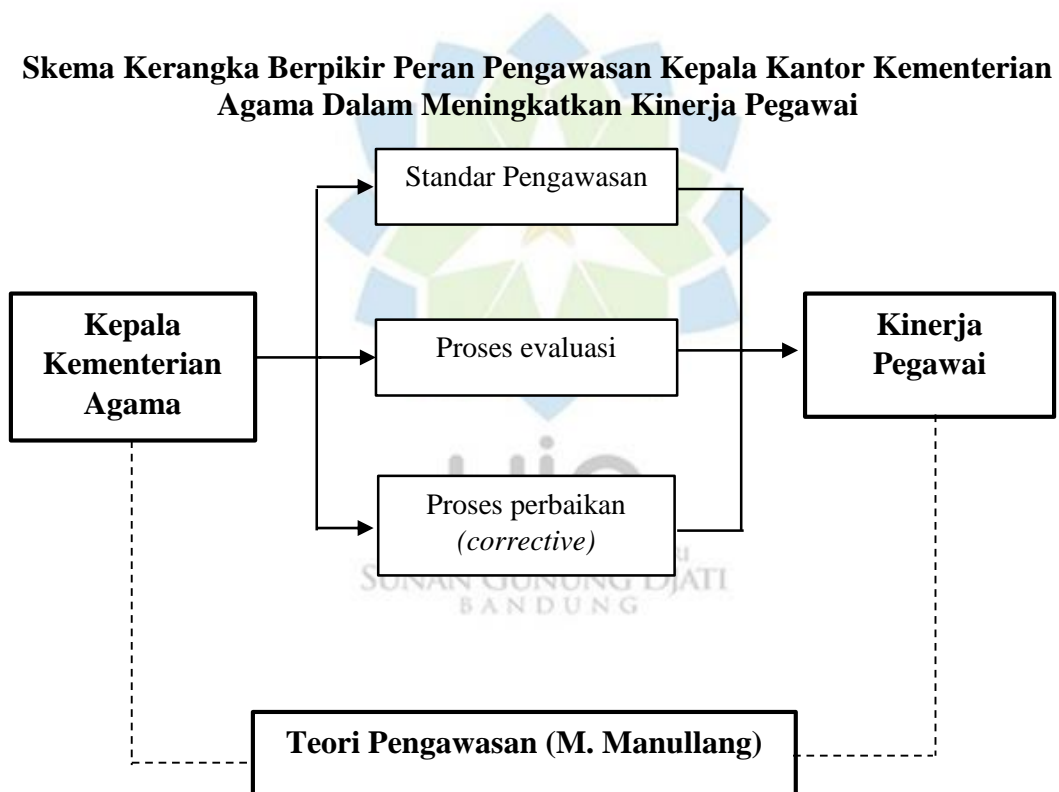 Skema Kerangka Berpikir Peran Pengawasan Kepala Kantor Kementerian
Agama Dalam Meningkatkan Kinerja Pegawai
Standar Pengawasan
Kepala
Kementerian
Agama
Proses evaluasi
Kinerja
Pegawai
Proses perbaikan
(corrective)
SUNAN GUNUNG DJATI
BANDUNG
Teori Pengawasan (M. Manullang)